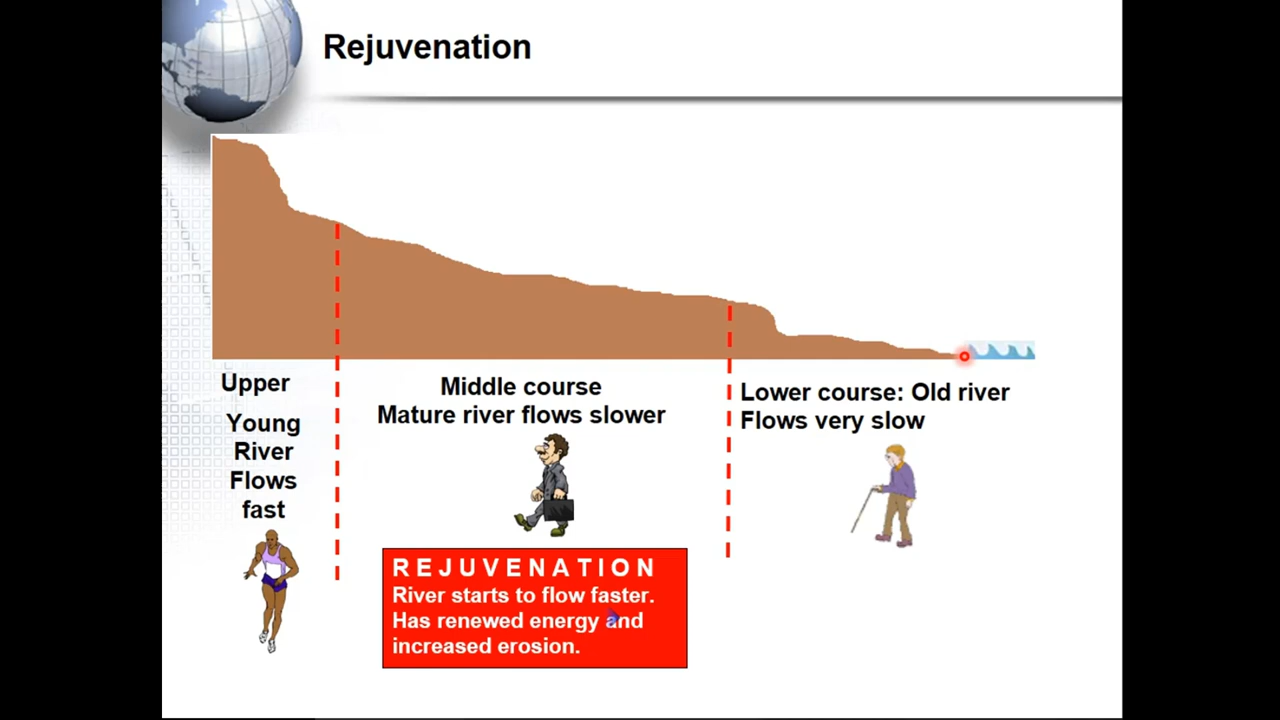 Rejuvenation
Upper
Young
River
Flows
fast
Middle course
Mature river flows slower
Lower course: Old river
Flows very slow
REJUVENATION
River starts to flow faster.
Has renewed energy and
increased erosion.